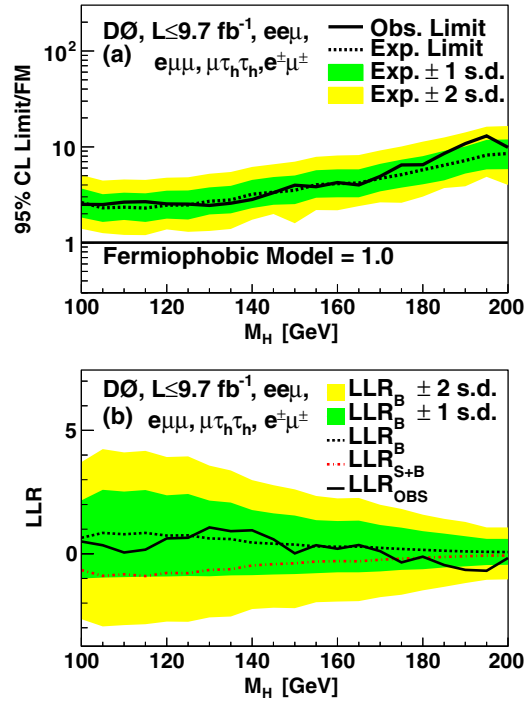 DØ, L≤9.7 fb⁻¹, eeμ,
(a) eμμ, μτₕτₕ,e±μ±
Obs. Limit
Exp. Limit
Exp. ± 1 s.d.
Exp. ± 2 s.d.
95% CL Limit/FM
10²
10
1
Fermiophobic Model = 1.0
100 120 140 160 180 200
M_H [GeV]
DØ, L≤9.7 fb⁻¹, eeμ,
(b) eμμ, μτₕτₕ, e±μ±
LLR_B ± 2 s.d.
LLR_B ± 1 s.d.
LLR_B
LLR_S+B
LLR_OBS
LLR
5
0
100 120 140 160 180 200
M_H [GeV]